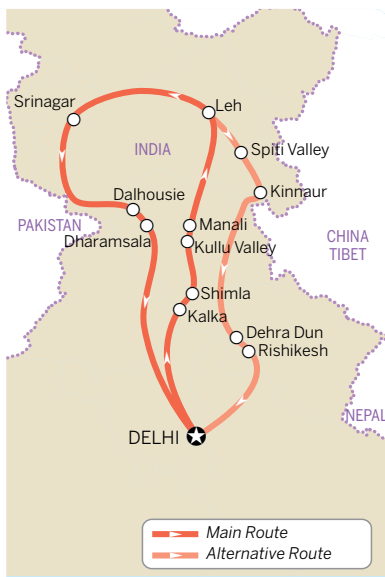 Srinagar
Leh
INDIA
Spiti Valley
Kinnaur
Dalhousie
PAKISTAN
Dharamsala
Manali
Kullu Valley
CHINA
TIBET
Shimla
Kalka
Dehra Dun
Rishikesh
NEPAL
DELHI
Main Route
Alternative Route